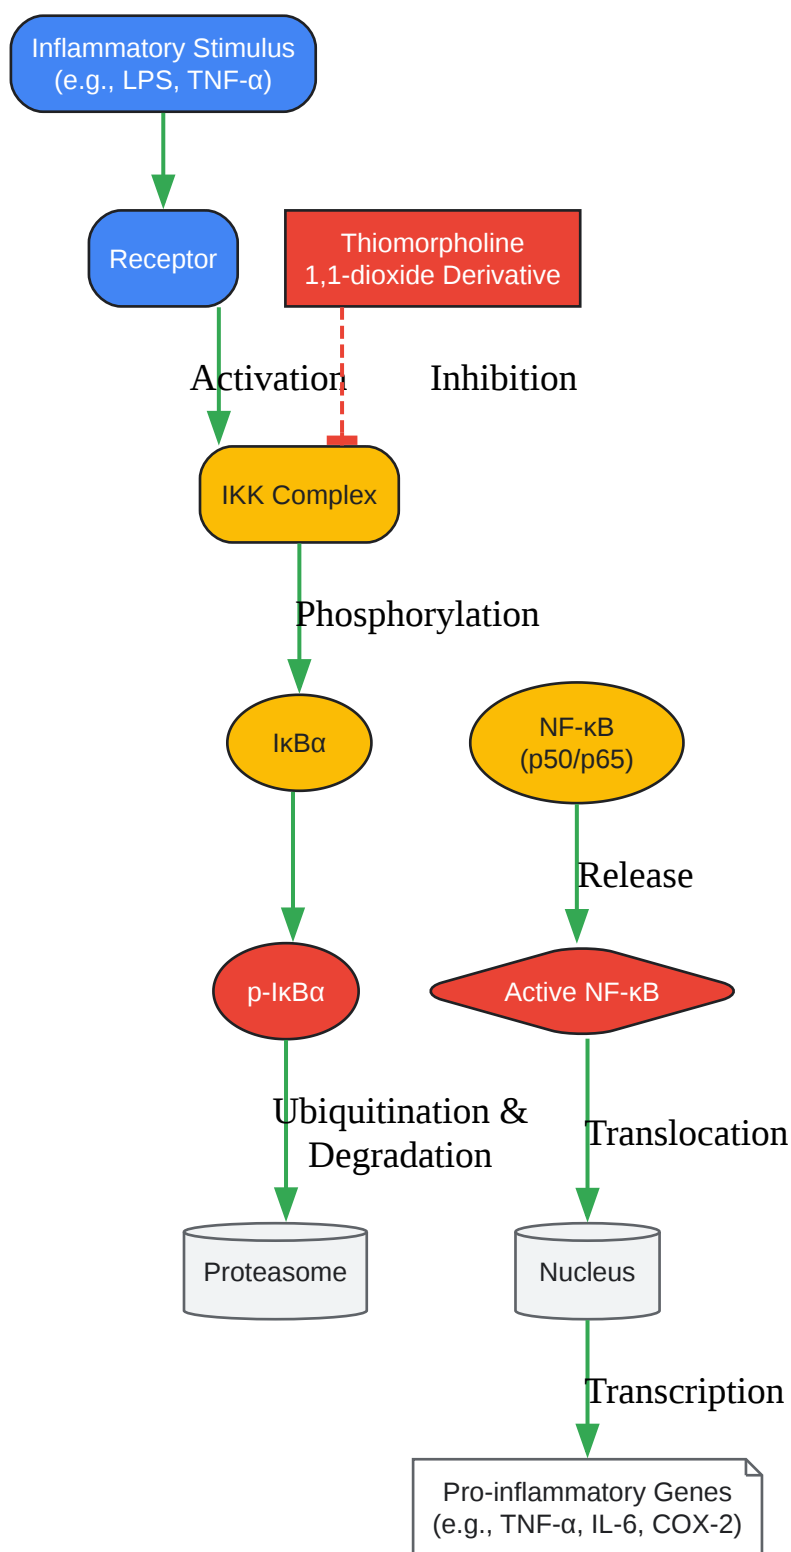 Inflammatory Stimulus
(e.g., LPS, TNF-α)
Receptor
Thiomorpholine
1,1-dioxide Derivative
Activation
Inhibition
IKK Complex
Phosphorylation
IκBα
NF-κB
(p50/p65)
Release
p-IκBα
Active NF-κB
Ubiquitination &
Degradation
Translocation
Proteasome
Nucleus
Transcription
Pro-inflammatory Genes
(e.g., TNF-α, IL-6, COX-2)